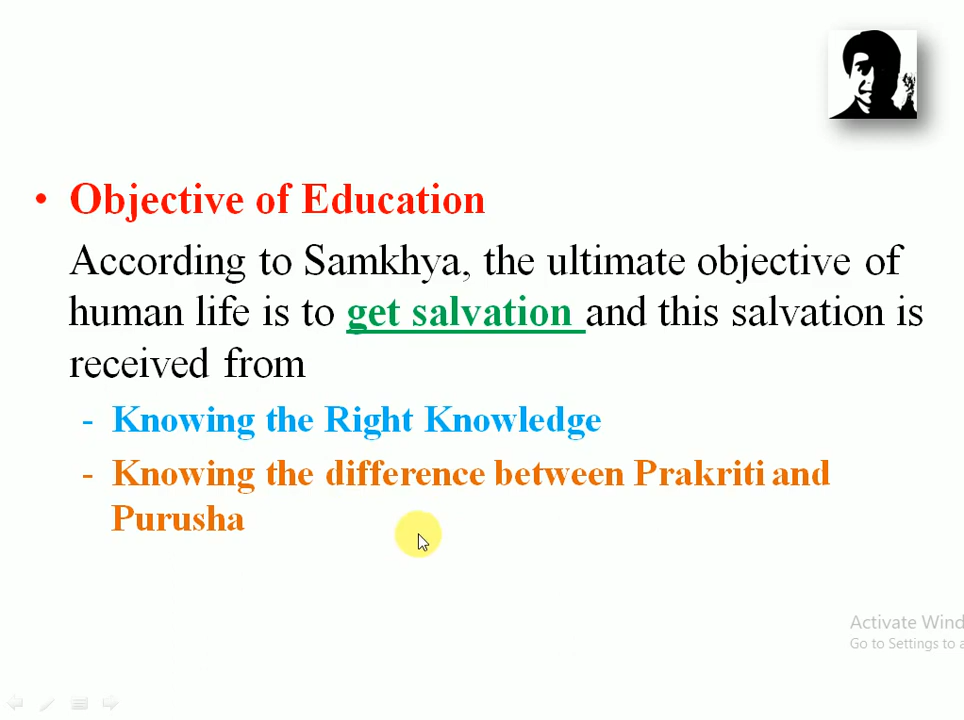 • Objective of Education
According to Samkhya, the ultimate objective of
human life is to get salvation and this salvation is
received from
- Knowing the Right Knowledge
- Knowing the difference between Prakriti and
Purusha
Activate Wind
Go to Settings to a